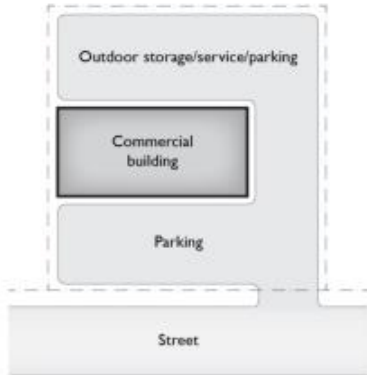 Outdoor storage/service/parking
Commercial
building
Parking
Street